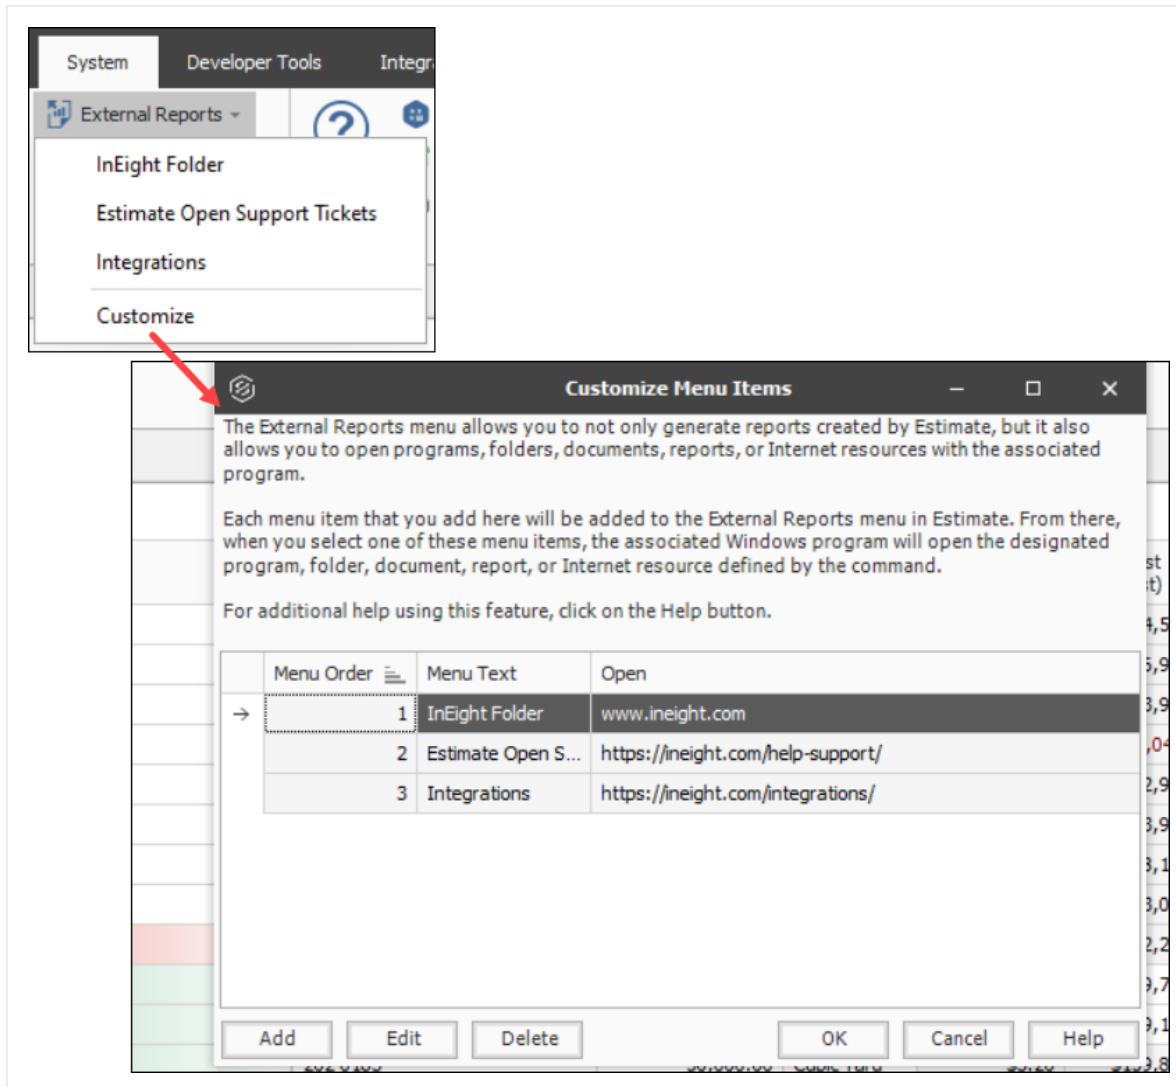 System Developer Tools Integr
External Reports
InEight Folder
Estimate Open Support Tickets
Integrations
Customize
Customize Menu Items
The External Reports menu allows you to not only generate reports created by Estimate, but it also
allows you to open programs, folders, documents, reports, or Internet resources with the associated
program.
Each menu item that you add here will be added to the External Reports menu in Estimate. From there,
when you select one of these menu items, the associated Windows program will open the designated
program, folder, document, report, or Internet resource defined by the command.
For additional help using this feature, click on the Help button.
Menu Order Menu Text Open
1 InEight Folder www.ineight.com
2 Estimate Open S... https://ineight.com/help-support/
3 Integrations https://ineight.com/integrations/
Add Edit Delete OK Cancel Help